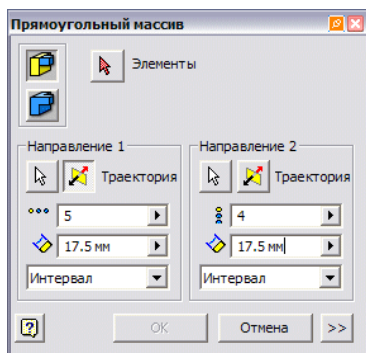 Прямоугольный массив
Элементы
Направление 1
Направление 2
Траектория
Траектория
5
4
17.5 мм
17.5 мм
Интервал
Интервал
OK
Отмена
>>